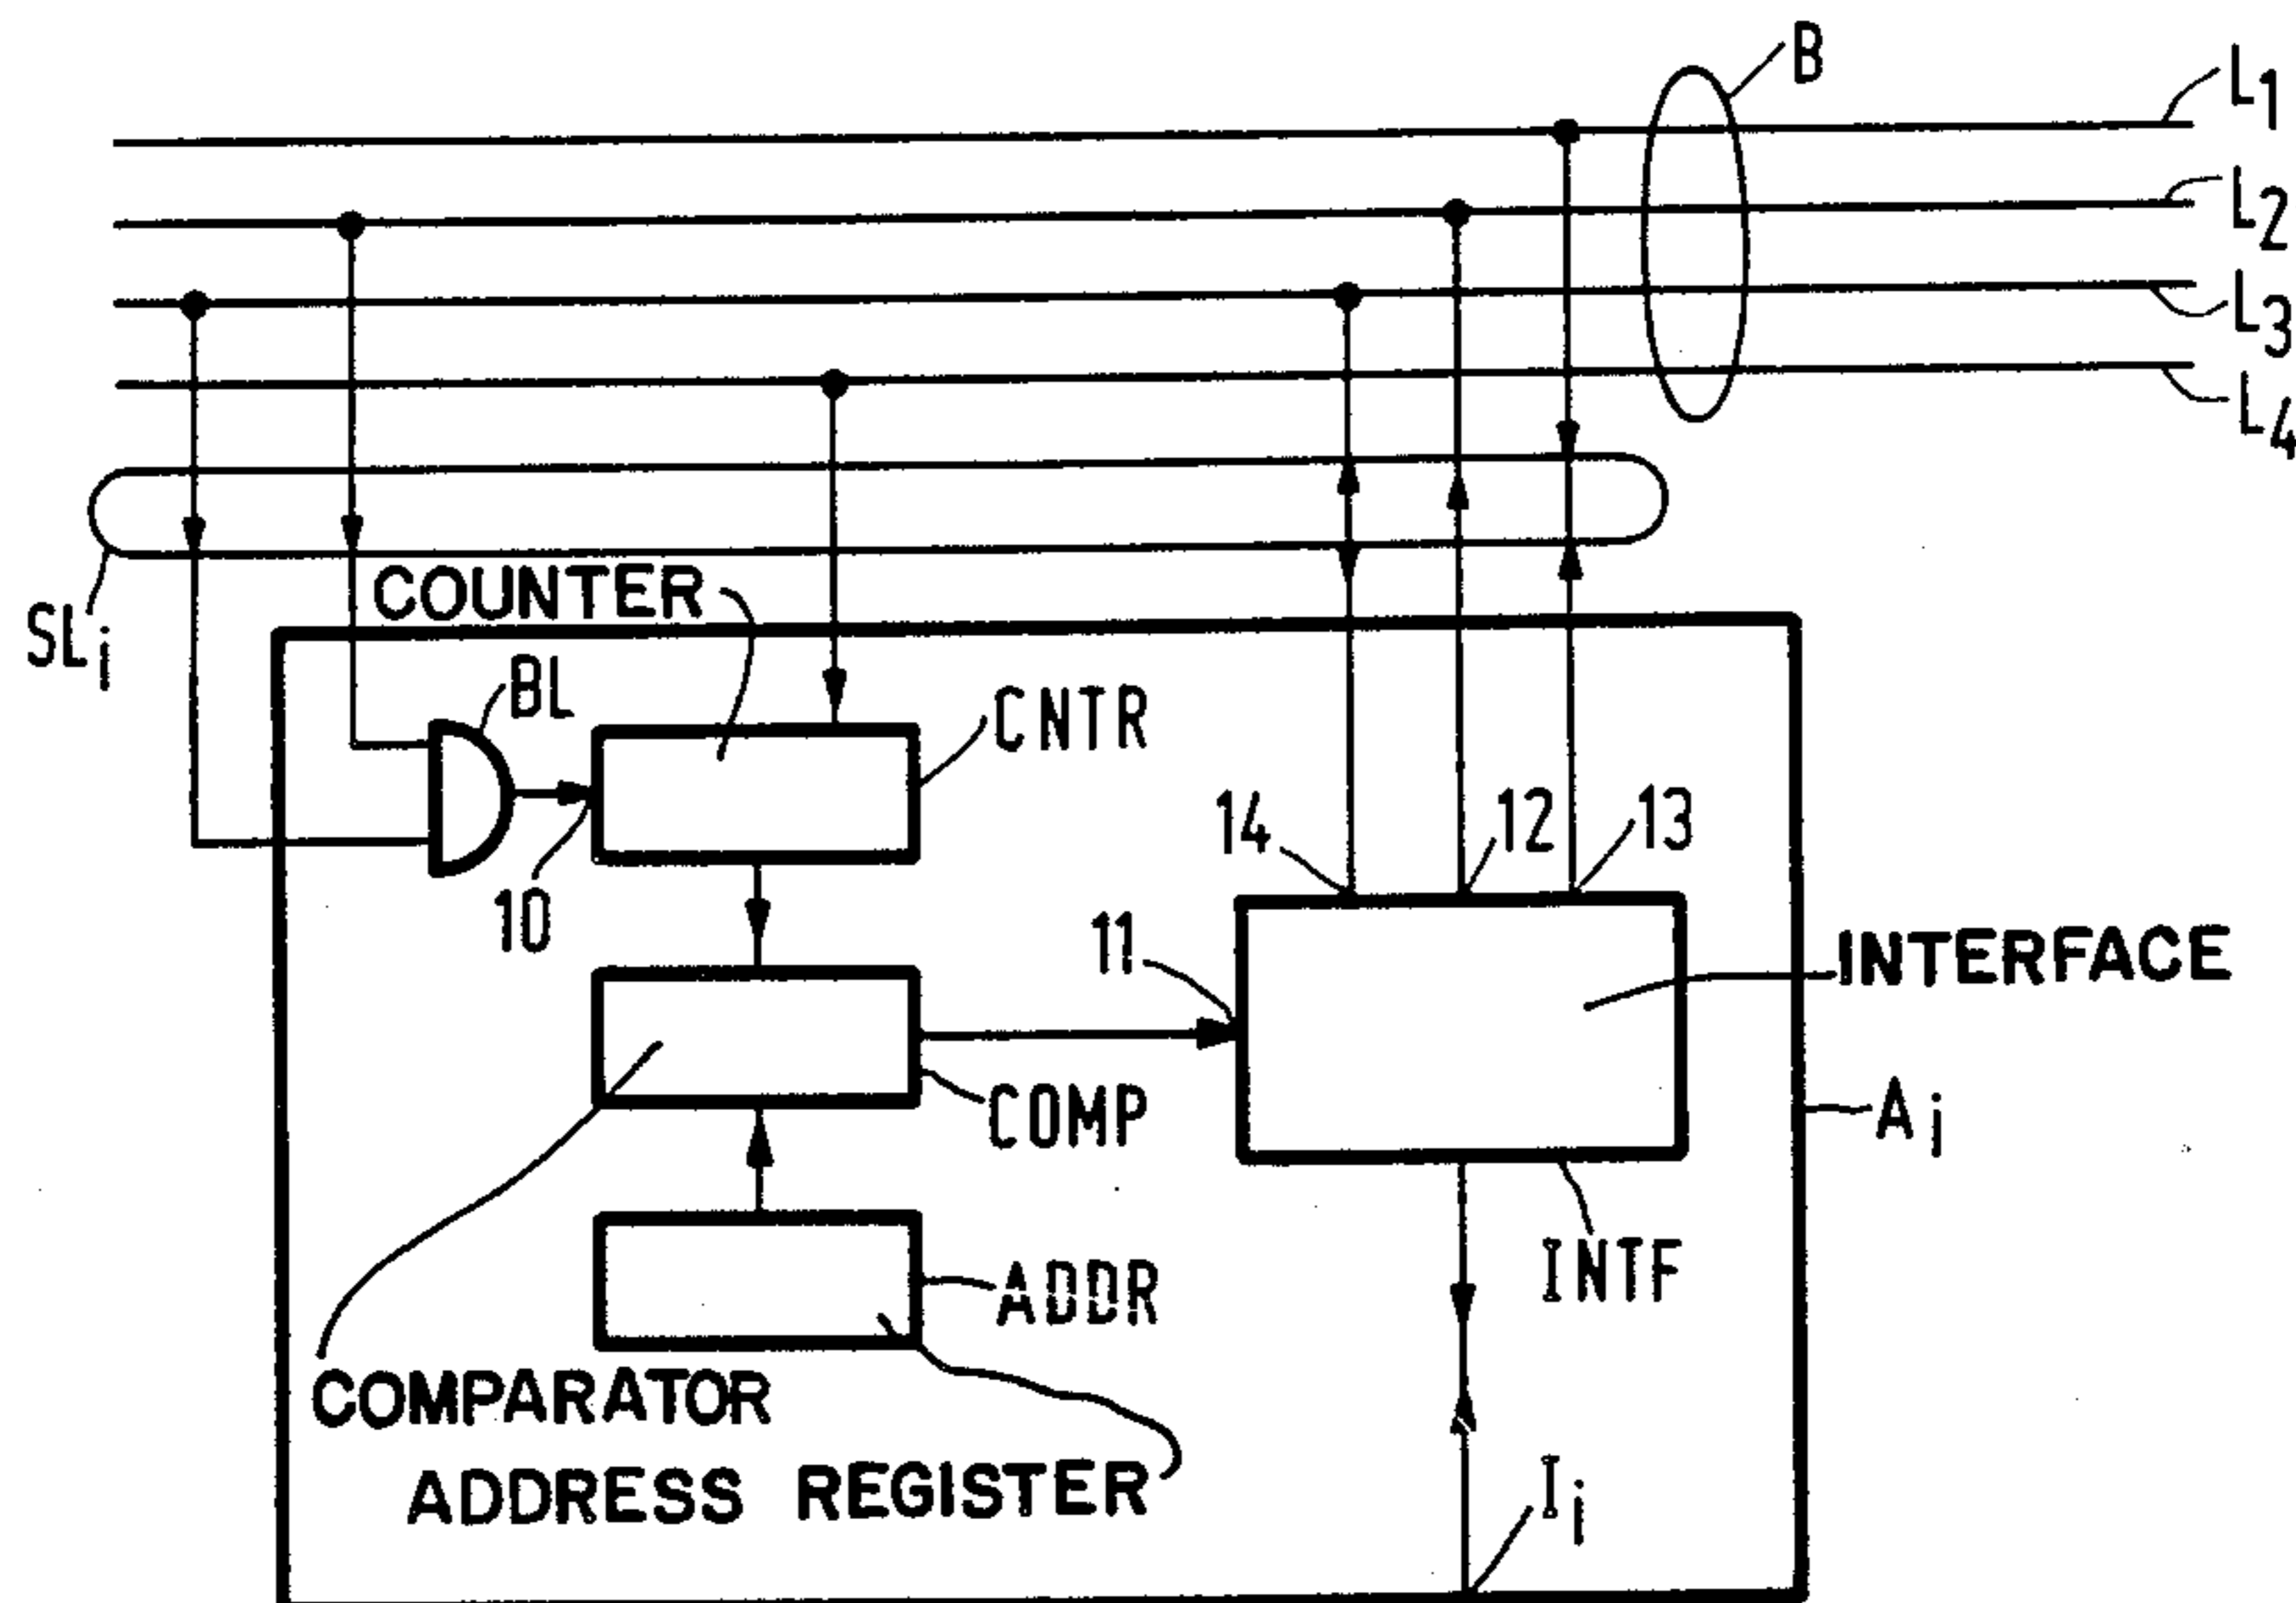 B
L1
L2
L3
L4
SLi
COUNTER
BL
CNTR
10
14
12
13
11
INTERFACE
COMP
Ai
ADDR
INTF
COMPARATOR
ADDRESS REGISTER
Ii